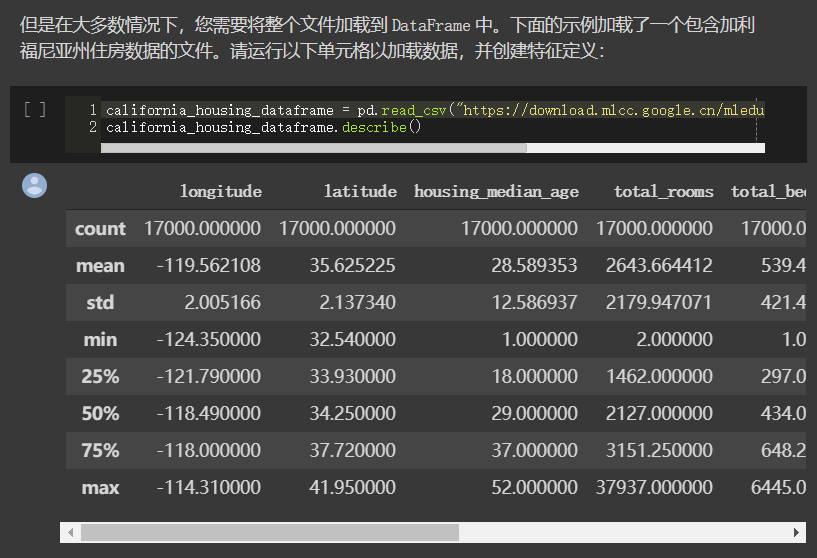 但是在大多数情况下，您需要将整个文件加载到 DataFrame 中。下面的示例加载了一个包含加利
福尼亚州住房数据的文件。请运行以下单元格以加载数据，并创建特征定义：
[ ] 1 california_housing_dataframe = pd.read_csv("https://download.mlcc.google.cn/mledu
2 california_housing_dataframe.describe()
longitude latitude housing_median_age total_rooms total_bed
count 17000.000000 17000.000000 17000.000000 17000.000000 17000.0
mean -119.562108 35.625225 28.589353 2643.664412 539.4
std 2.005166 2.137340 12.586937 2179.947071 421.4
min -124.350000 32.540000 1.000000 2.000000 1.0
25% -121.790000 33.930000 18.000000 1462.000000 297.0
50% -118.490000 34.250000 29.000000 2127.000000 434.0
75% -118.000000 37.720000 37.000000 3151.250000 648.2
max -114.310000 41.950000 52.000000 37937.000000 6445.0